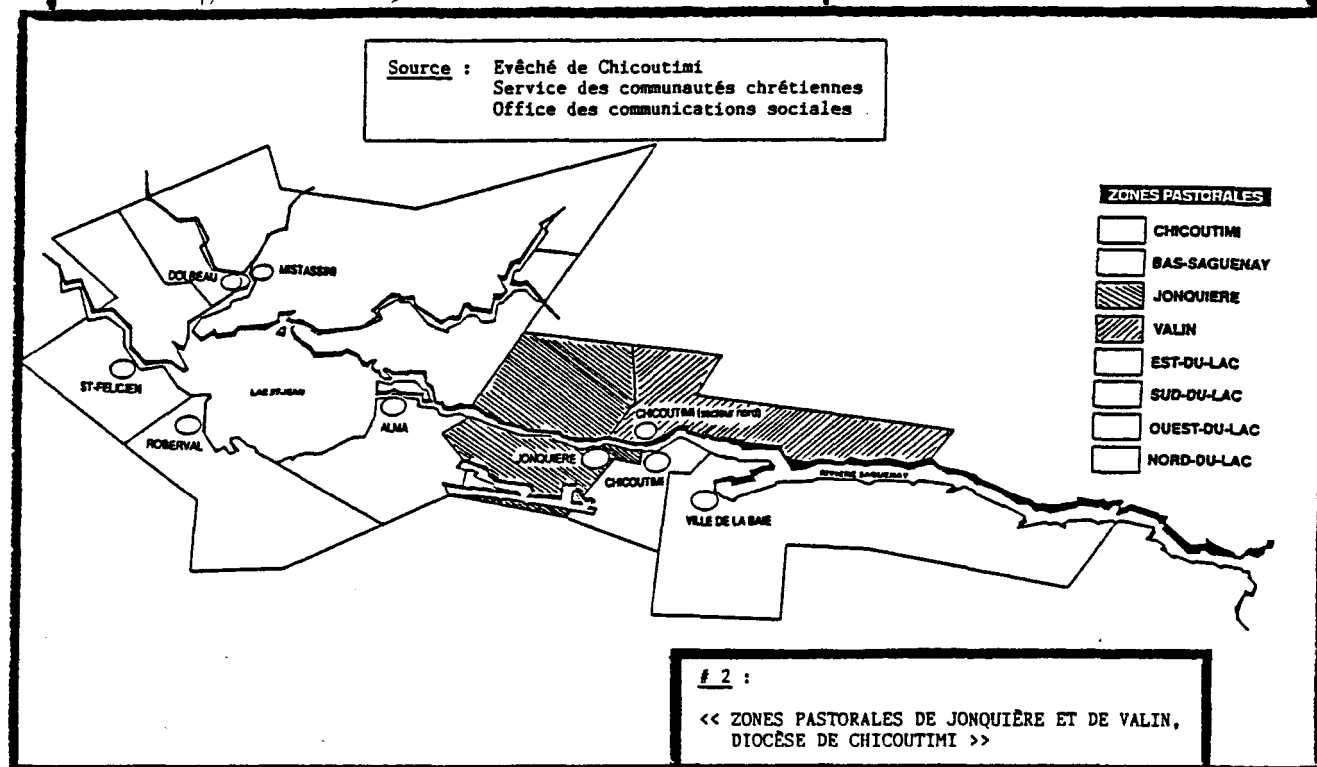 Source : Evêché de Chicoutimi
Service des communautés chrétiennes
Office des communications sociales
ZONES PASTORALES
CHICOUTIMI
BAS-SAGUENAY
JONQUIERE
VALIN
EST-DU-LAC
SUD-DU-LAC
OUEST-DU-LAC
NORD-DU-LAC
DOLBEAU
MISTASSINI
ST-FELICIEN
LAC ST-JEAN
ROBERVAL
ALMA
CHICOUTIMI (secteur nord)
JONQUIERE
CHICOUTIMI
RIVIERE SAGUENAY
VILLE DE LA BAIE
# 2 :
<< ZONES PASTORALES DE JONQUIÈRE ET DE VALIN,
DIOCÈSE DE CHICOUTIMI >>